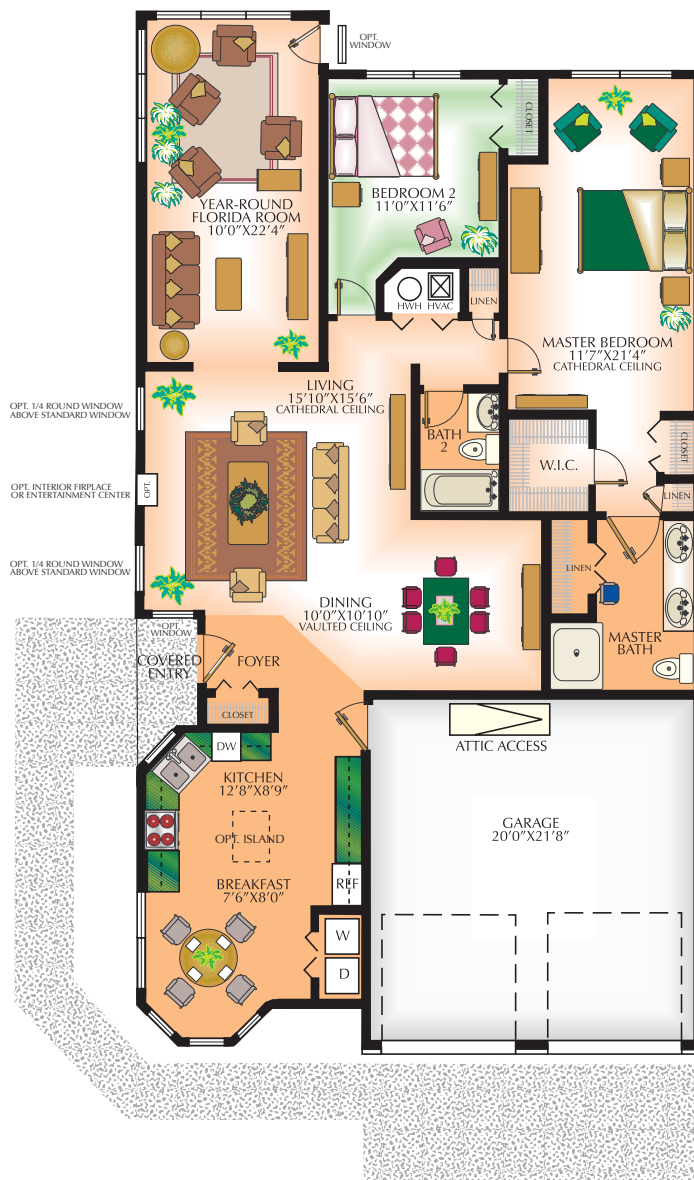 OPT.
WINDOW
CLOSET
BEDROOM 2
11'0"X11'6"
YEAR-ROUND
FLORIDA ROOM
10'0"X22'4"
HWH
HVAC
LINEN
MASTER BEDROOM
11'7"X21'4"
CATHEDRAL CEILING
LIVING
15'10"X15'6"
CATHEDRAL CEILING
OPT. 1/4 ROUND WINDOW
ABOVE STANDARD WINDOW
BATH
2
W.I.C.
CLOSET
OPT. INTERIOR FIRPLACE
OR ENTERTAINMENT CENTER
OPT.
LINEN
OPT. 1/4 ROUND WINDOW
ABOVE STANDARD WINDOW
LINEN
DINING
10'0"X10'10"
VAULTED CEILING
OPT.
WINDOW
MASTER
BATH
COVERED
ENTRY
FOYER
CLOSET
DW
ATTIC ACCESS
KITCHEN
12'8"X8'9"
GARAGE
20'0"X21'8"
OPT. ISLAND
BREAKFAST
7'6"X8'0"
REF
W
D